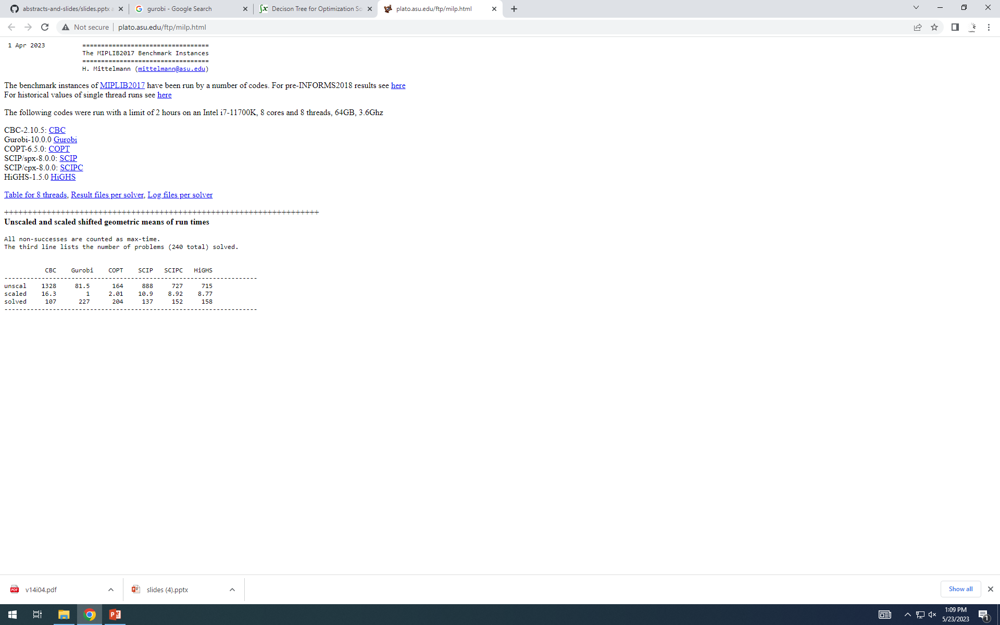 abstracts-and-slides/slides.pptx a
gurobi - Google Search
Decison Tree for Optimization So
plato.asu.edu/ftp/milp.html
Not secure
plato.asu.edu/ftp/milp.html
1 Apr 2023 ==================================
The MIPLIB2017 Benchmark Instances
==================================
H. Mittelmann (mittelmann@asu.edu)
The benchmark instances of MIPLIB2017 have been run by a number of codes. For pre-INFORMS2018 results see here
For historical values of single thread runs see here
The following codes were run with a limit of 2 hours on an Intel i7-11700K, 8 cores and 8 threads, 64GB, 3.6Ghz
CBC-2.10.5: CBC
Gurobi-10.0.0 Gurobi
COPT-6.5.0: COPT
SCIP/spx-8.0.0: SCIP
SCIP/cpx-8.0.0: SCIPC
HiGHS-1.5.0 HiGHS
Table for 8 threads, Result files per solver, Log files per solver
+++++++++++++++++++++++++++++++++++++++++++++++++++++++++++++++++++
Unscaled and scaled shifted geometric means of run times
All non-successes are counted as max-time.
The third line lists the number of problems (240 total) solved.
CBC Gurobi COPT SCIP SCIPC HiGHS
--------------------------------------------------------------------
unscal 1328 81.5 164 888 727 715
scaled 16.3 1 2.01 10.9 8.92 8.77
solved 107 227 204 137 152 158
--------------------------------------------------------------------
v14i04.pdf
slides (4).pptx
Show all
1:09 PM
5/23/2023
1